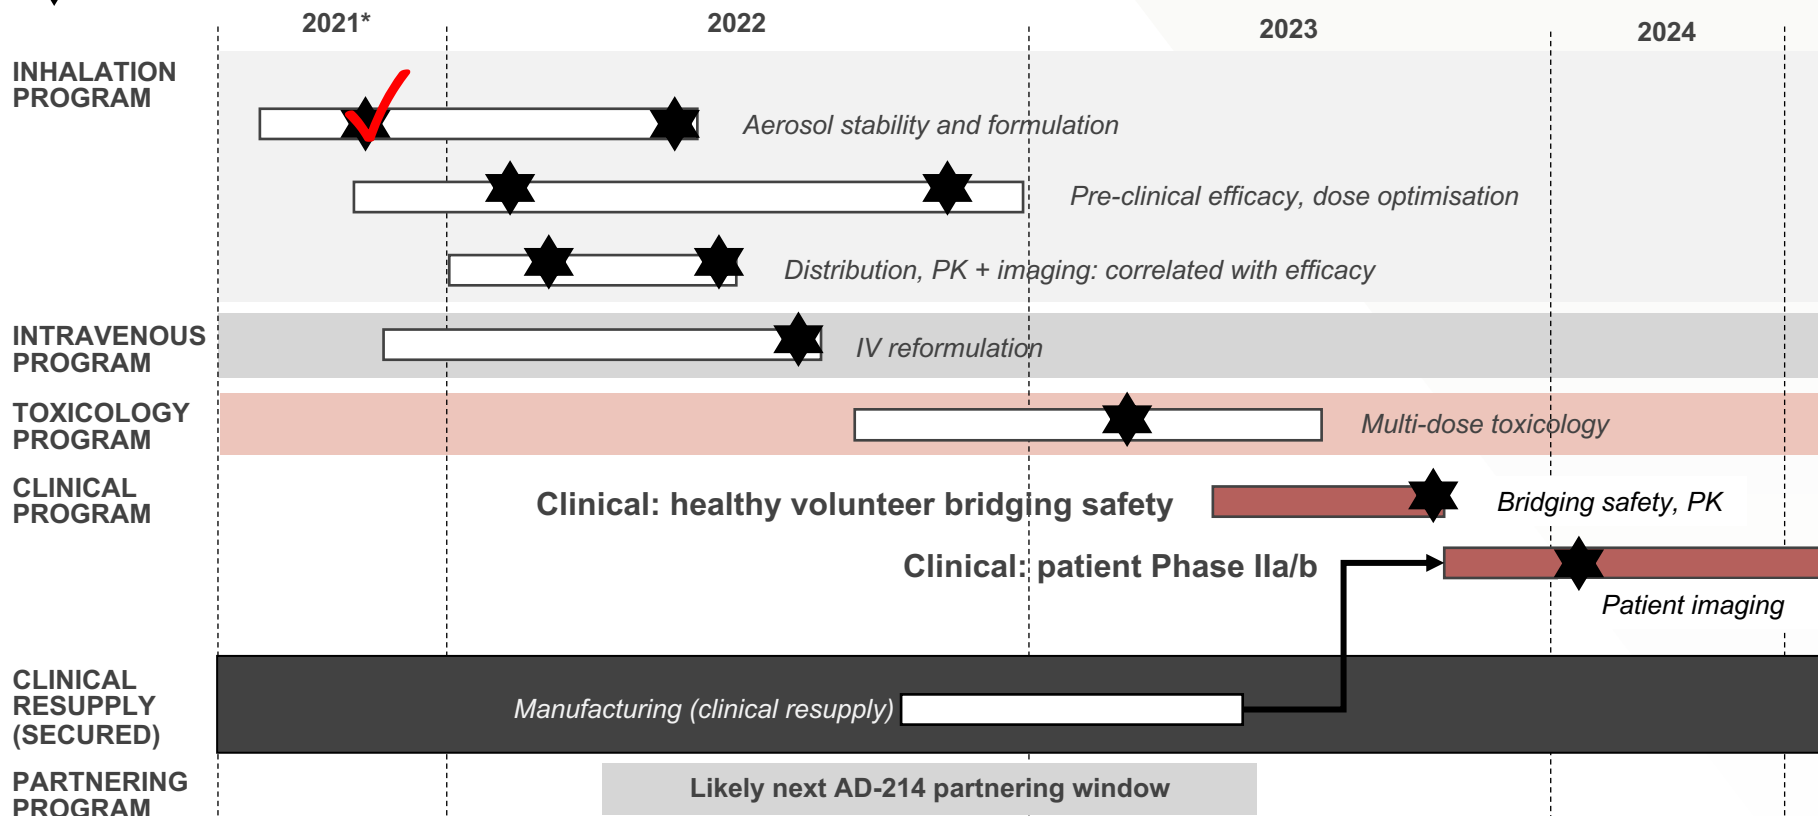 2021*
2022
2023
2024
INHALATION
PROGRAM
Aerosol stability and formulation
Pre-clinical efficacy, dose optimisation
Distribution, PK + imaging: correlated with efficacy
INTRAVENOUS
PROGRAM
IV reformulation
TOXICOLOGY
PROGRAM
Multi-dose toxicology
CLINICAL
PROGRAM
Clinical: healthy volunteer bridging safety
Bridging safety, PK
Clinical: patient Phase IIa/b
Patient imaging
CLINICAL
RESUPPLY
(SECURED)
Manufacturing (clinical resupply)
PARTNERING
PROGRAM
Likely next AD-214 partnering window